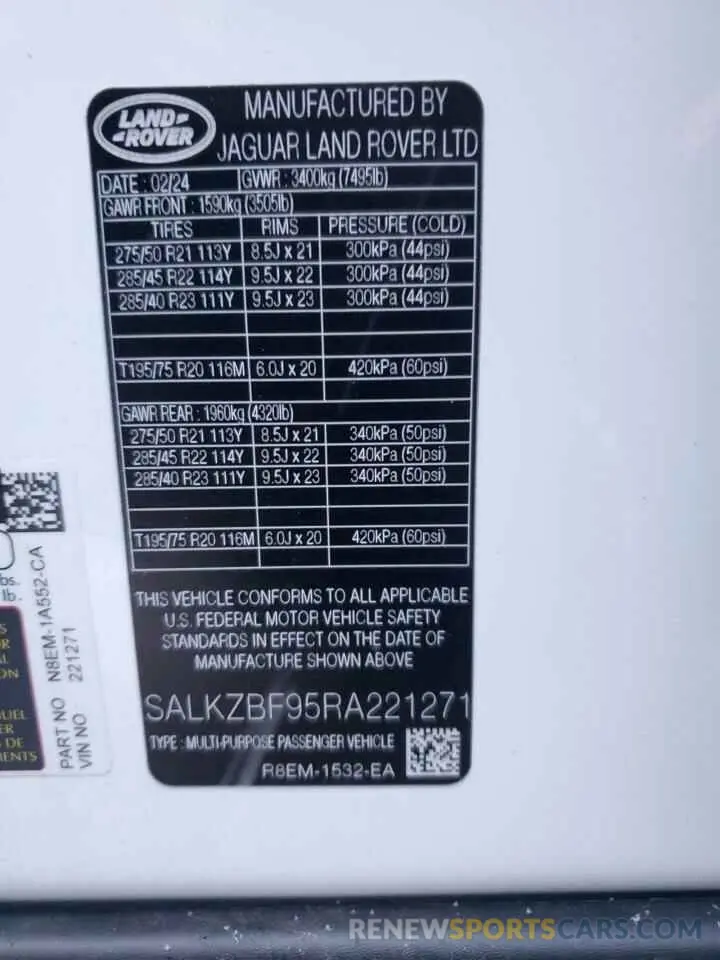 LAND-
-ROVER
MANUFACTURED BY
JAGUAR LAND ROVER LTD
DATE : 02/24 GVWR : 3400kg (7495lb)
GAWR FRONT : 1590kg (3505lb)
TIRES RIMS PRESSURE (COLD)
275/50 R21 113Y 8.5J x 21 300kPa (44psi)
285/45 R22 114Y 9.5J x 22 300kPa (44psi)
285/40 R23 111Y 9.5J x 23 300kPa (44psi)
T195/75 R20 116M 6.0J x 20 420kPa (60psi)
GAWR REAR : 1960kg (4320lb)
275/50 R21 113Y 8.5J x 21 340kPa (50psi)
285/45 R22 114Y 9.5J x 22 340kPa (50psi)
285/40 R23 111Y 9.5J x 23 340kPa (50psi)
T195/75 R20 116M 6.0J x 20 420kPa (60psi)
THIS VEHICLE CONFORMS TO ALL APPLICABLE
U.S. FEDERAL MOTOR VEHICLE SAFETY
STANDARDS IN EFFECT ON THE DATE OF
MANUFACTURE SHOWN ABOVE
SALKZBF95RA221271
TYPE : MULTI-PURPOSE PASSENGER VEHICLE
R8EM-1532-EA
PART NO N8EM-1A552-CA
VIN NO 221271
bs.
lb.
DE
RENEWSPORTSCARS.COM